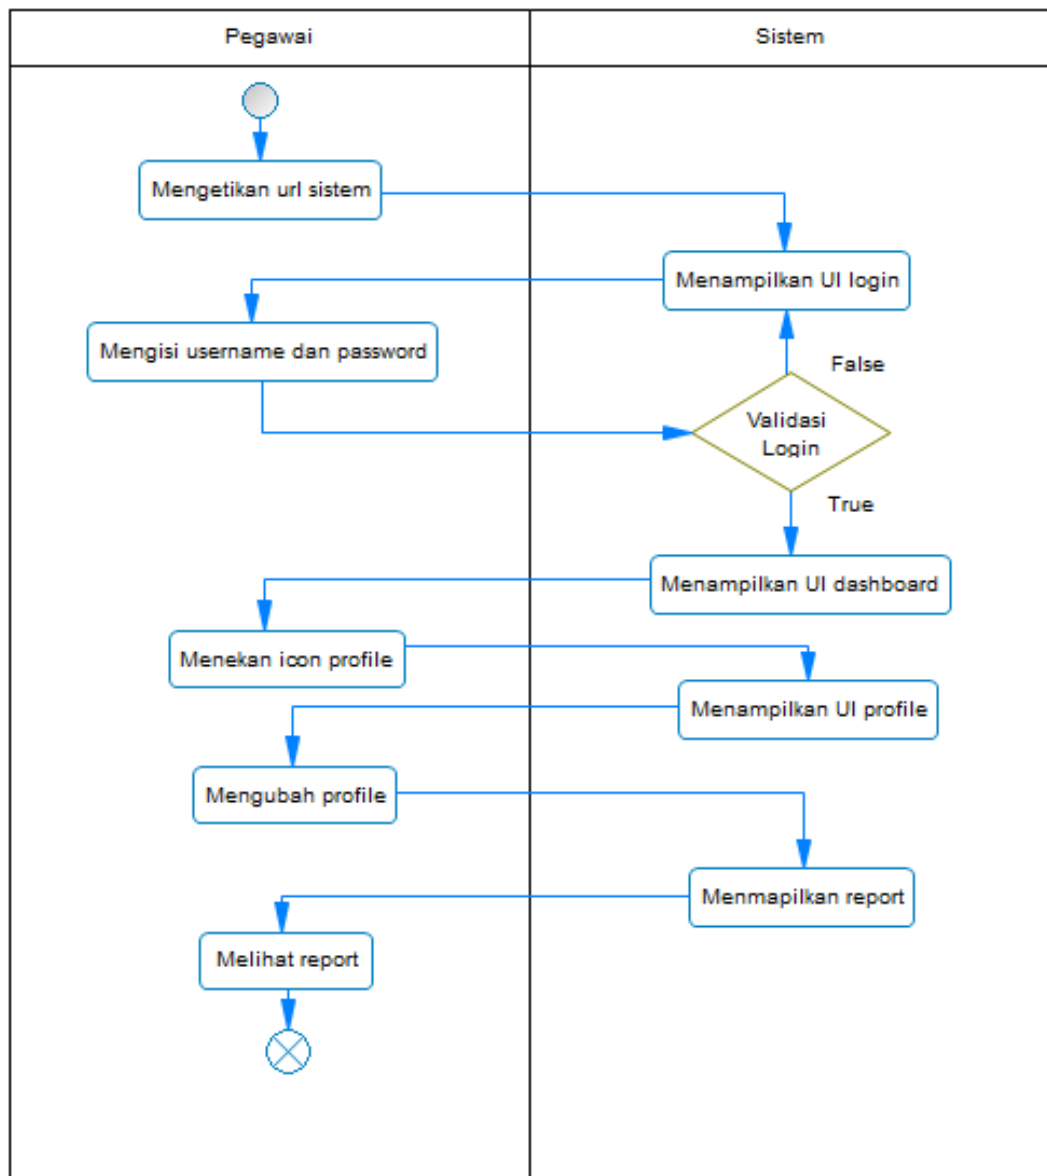 Pegawai
Sistem
Mengetikan url sistem
Menampilkan UI login
Mengisi username dan password
False
Validasi
Login
True
Menampilkan UI dashboard
Menekan icon profile
Menampilkan UI profile
Mengubah profile
Menmapilkan report
Melihat report